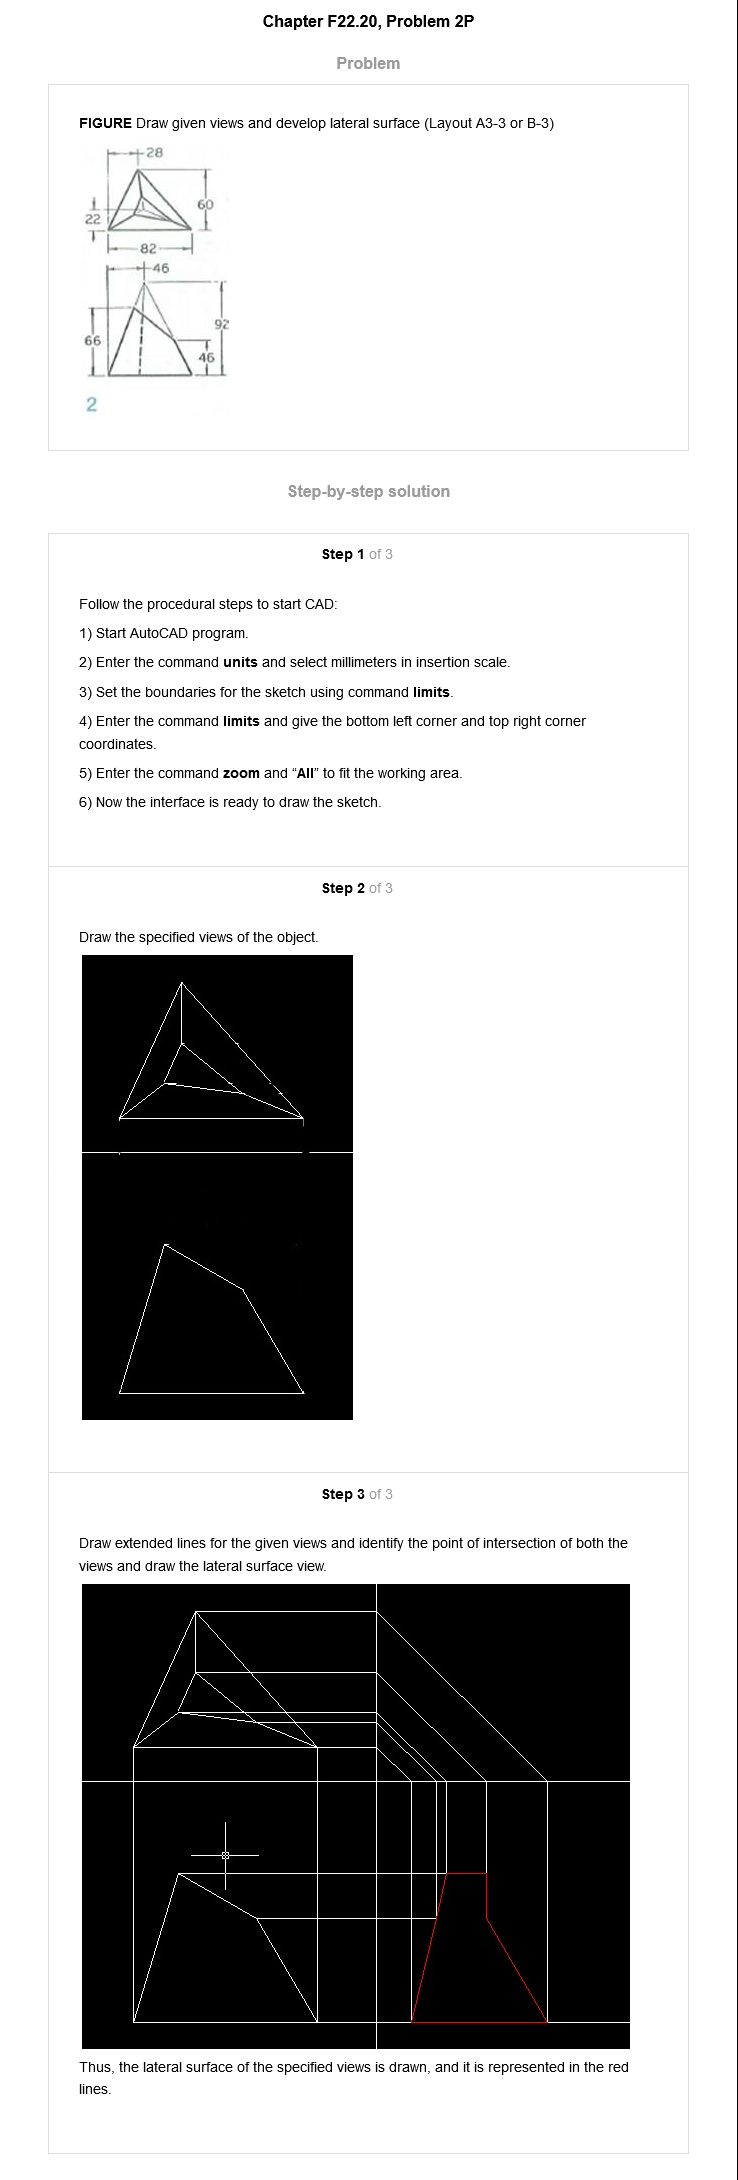 Chapter F22.20, Problem 2P
Problem
FIGURE Draw given views and develop lateral surface (Layout A3-3 or B-3)
28
60
22
82
46
92
66
46
2
Step-by-step solution
Step 1 of 3
Follow the procedural steps to start CAD:
1) Start AutoCAD program.
2) Enter the command units and select millimeters in insertion scale.
3) Set the boundaries for the sketch using command limits.
4) Enter the command limits and give the bottom left corner and top right corner
coordinates.
5) Enter the command zoom and “All” to fit the working area.
6) Now the interface is ready to draw the sketch.
Step 2 of 3
Draw the specified views of the object.
Step 3 of 3
Draw extended lines for the given views and identify the point of intersection of both the
views and draw the lateral surface view.
Thus, the lateral surface of the specified views is drawn, and it is represented in the red
lines.